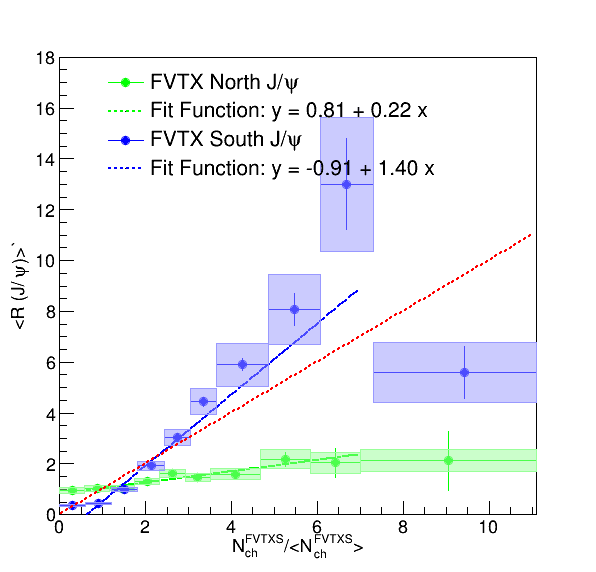 18
16
14
12
10
8
6
4
2
0
<R (J/ψ)>`
FVTX North J/ψ
Fit Function: y = 0.81 + 0.22 x
FVTX South J/ψ
Fit Function: y = -0.91 + 1.40 x
0 2 4 6 8 10
N_ch^FVTXS/<N_ch^FVTXS>